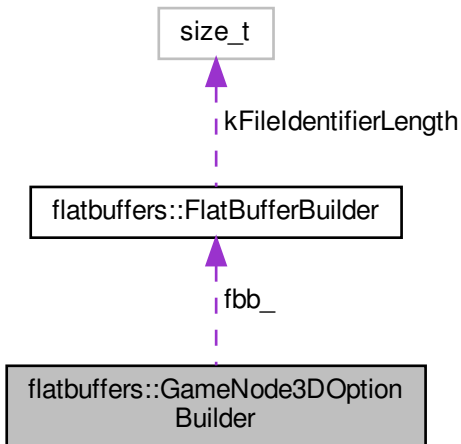 size_t
kFileIdentifierLength
flatbuffers::FlatBufferBuilder
fbb_
flatbuffers::GameNode3DOption
Builder